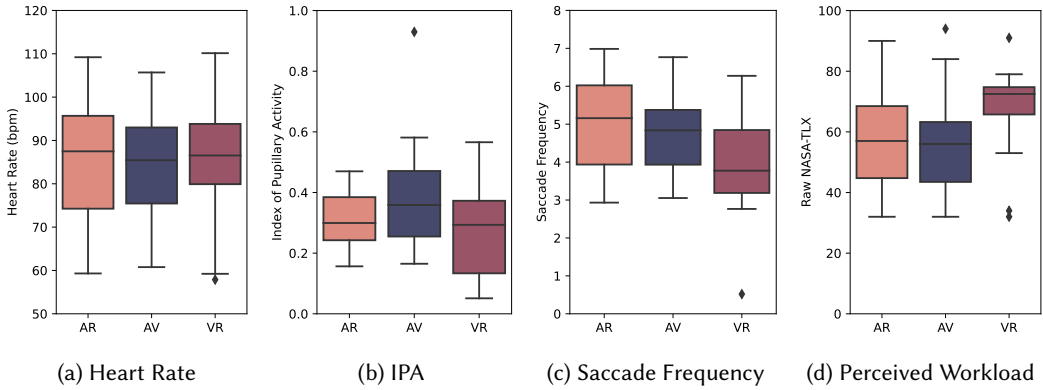 120
110
100
90
80
70
60
50
Heart Rate (bpm)
AR AV VR
(a) Heart Rate
1.0
0.8
0.6
0.4
0.2
0.0
Index of Pupillary Activity
AR AV VR
(b) IPA
8
7
6
5
4
3
2
1
0
Saccade Frequency
AR AV VR
(c) Saccade Frequency
100
80
60
40
20
0
Raw NASA-TLX
AR AV VR
(d) Perceived Workload